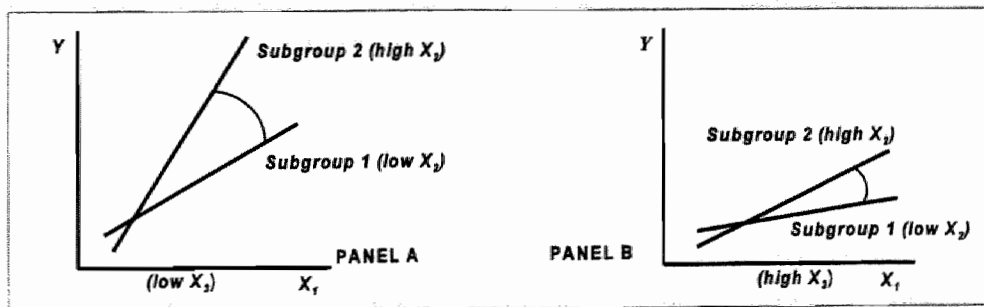 Y
Subgroup 2 (high X₂)
Subgroup 1 (low X₂)
PANEL A
(low X₃)
X₁
Y
Subgroup 2 (high X₂)
Subgroup 1 (low X₂)
PANEL B
(high X₃)
X₁